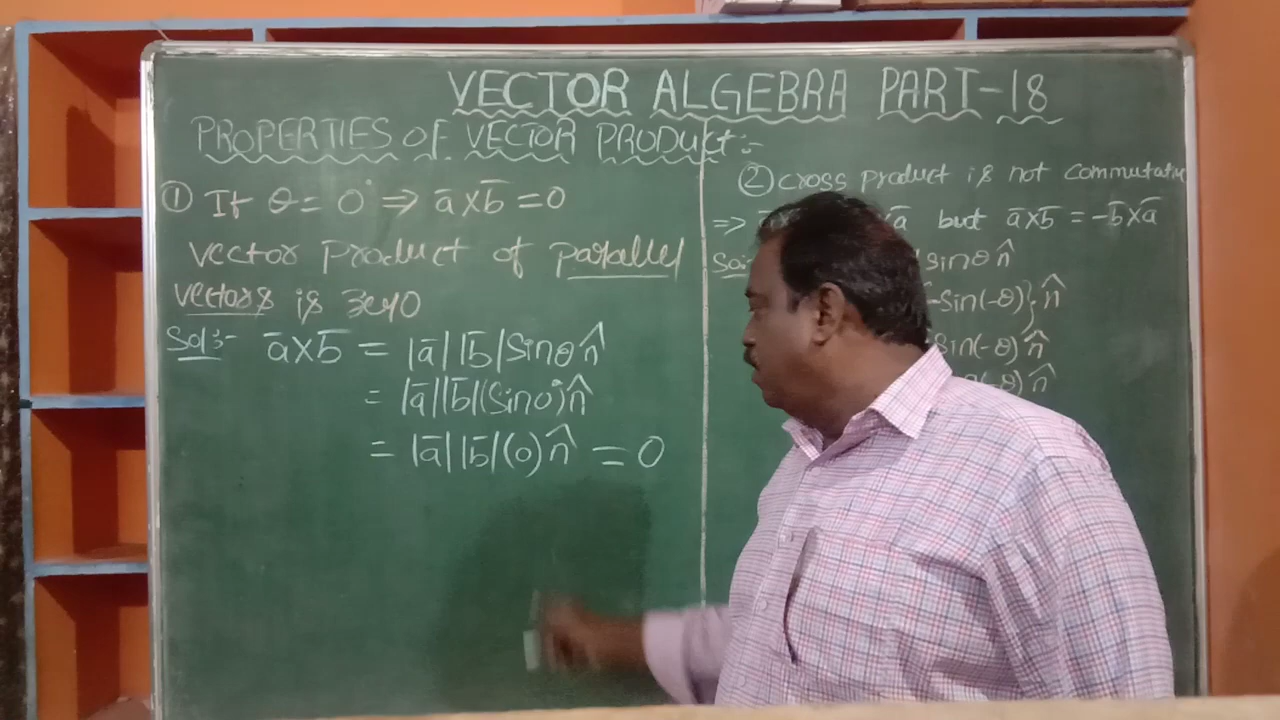 VECTOR ALGEBRA PART-18
PROPERTIES OF VECTOR PRODUCT:-
① If θ = 0° ⇒ a̅ x b̅ = 0
vector product of parallel
vectors is zero
Sol:- a̅ x b̅ = |a̅| |b̅| Sinθ n̂
= |a̅| |b̅| (Sin0°) n̂
= |a̅| |b̅| (0) n̂ = 0
② cross product is not commutative
⇒ a̅ but a̅ x b̅ = -b̅ x a̅
Sol: sinθ n̂
-Sin(-θ)} n̂
Sin(-θ) n̂
(-θ) n̂